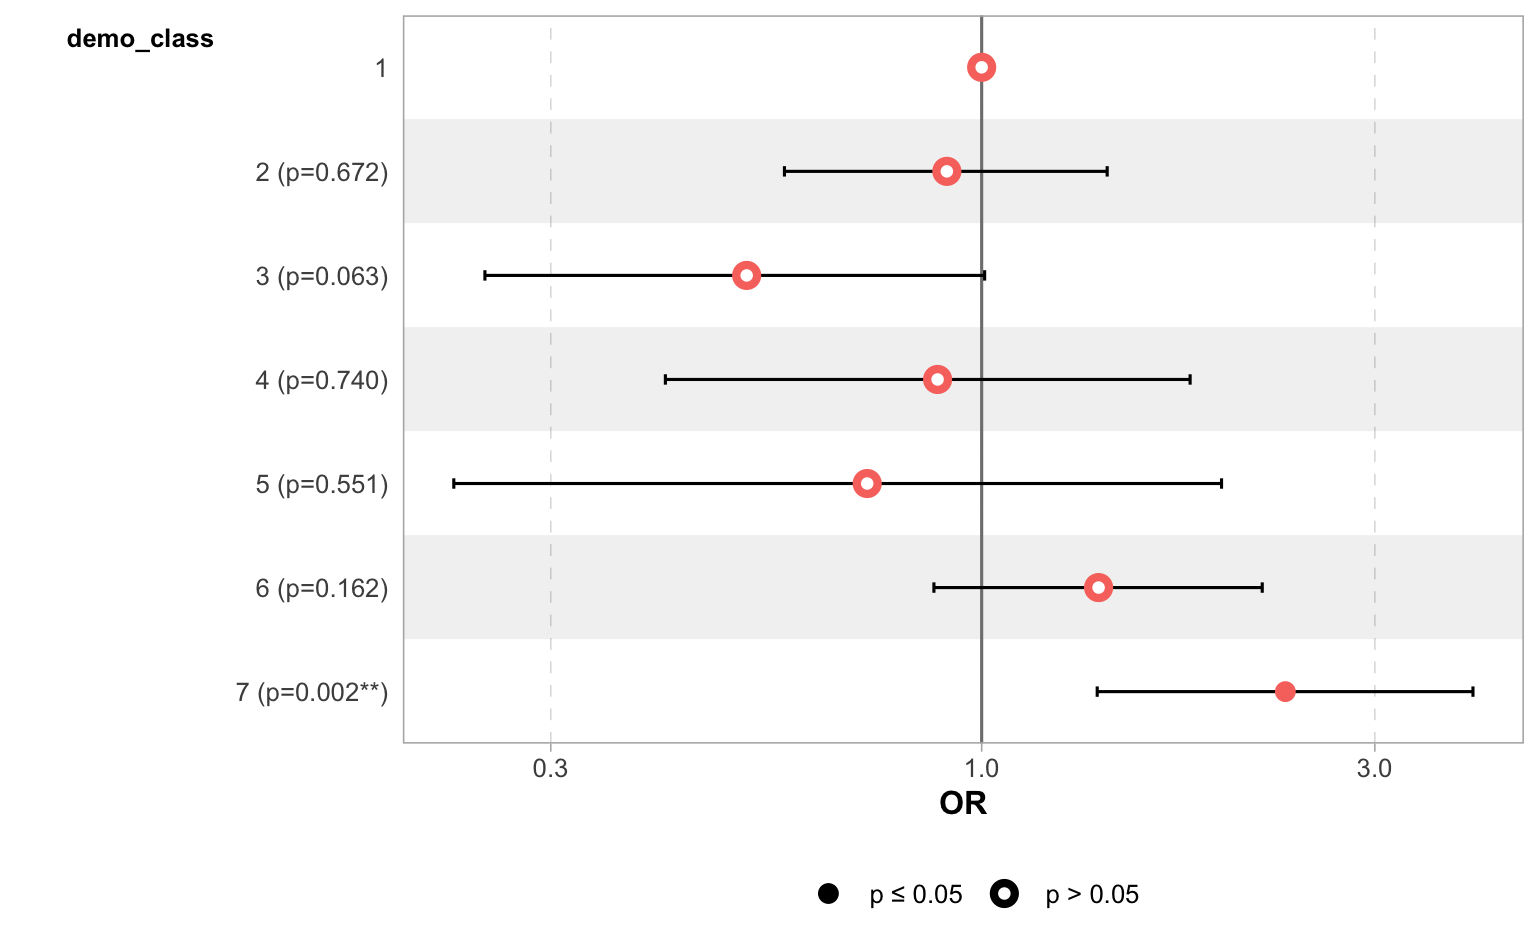 demo_class
1
2 (p=0.672)
3 (p=0.063)
4 (p=0.740)
5 (p=0.551)
6 (p=0.162)
7 (p=0.002**)
0.3 1.0 3.0
OR
p ≤ 0.05 p > 0.05